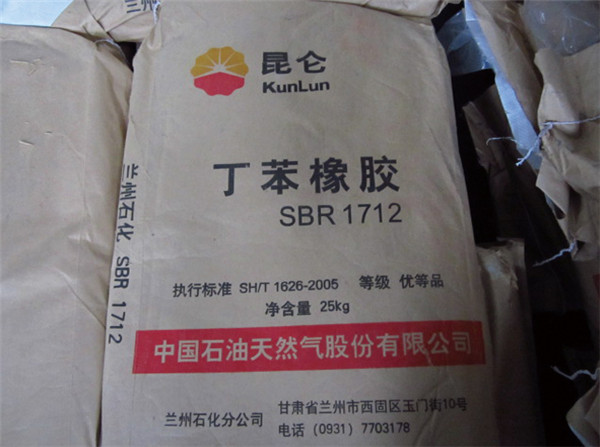 昆仑
KunLun
丁苯橡胶
SBR 1712
执行标准 SH/T 1626-2005 等级 优等品
净含量 25kg
中国石油天然气股份有限公司
兰州石化分公司
甘肃省兰州市西固区玉门街10号
电话 (0931) 7703178
兰州石化 SBR 1712